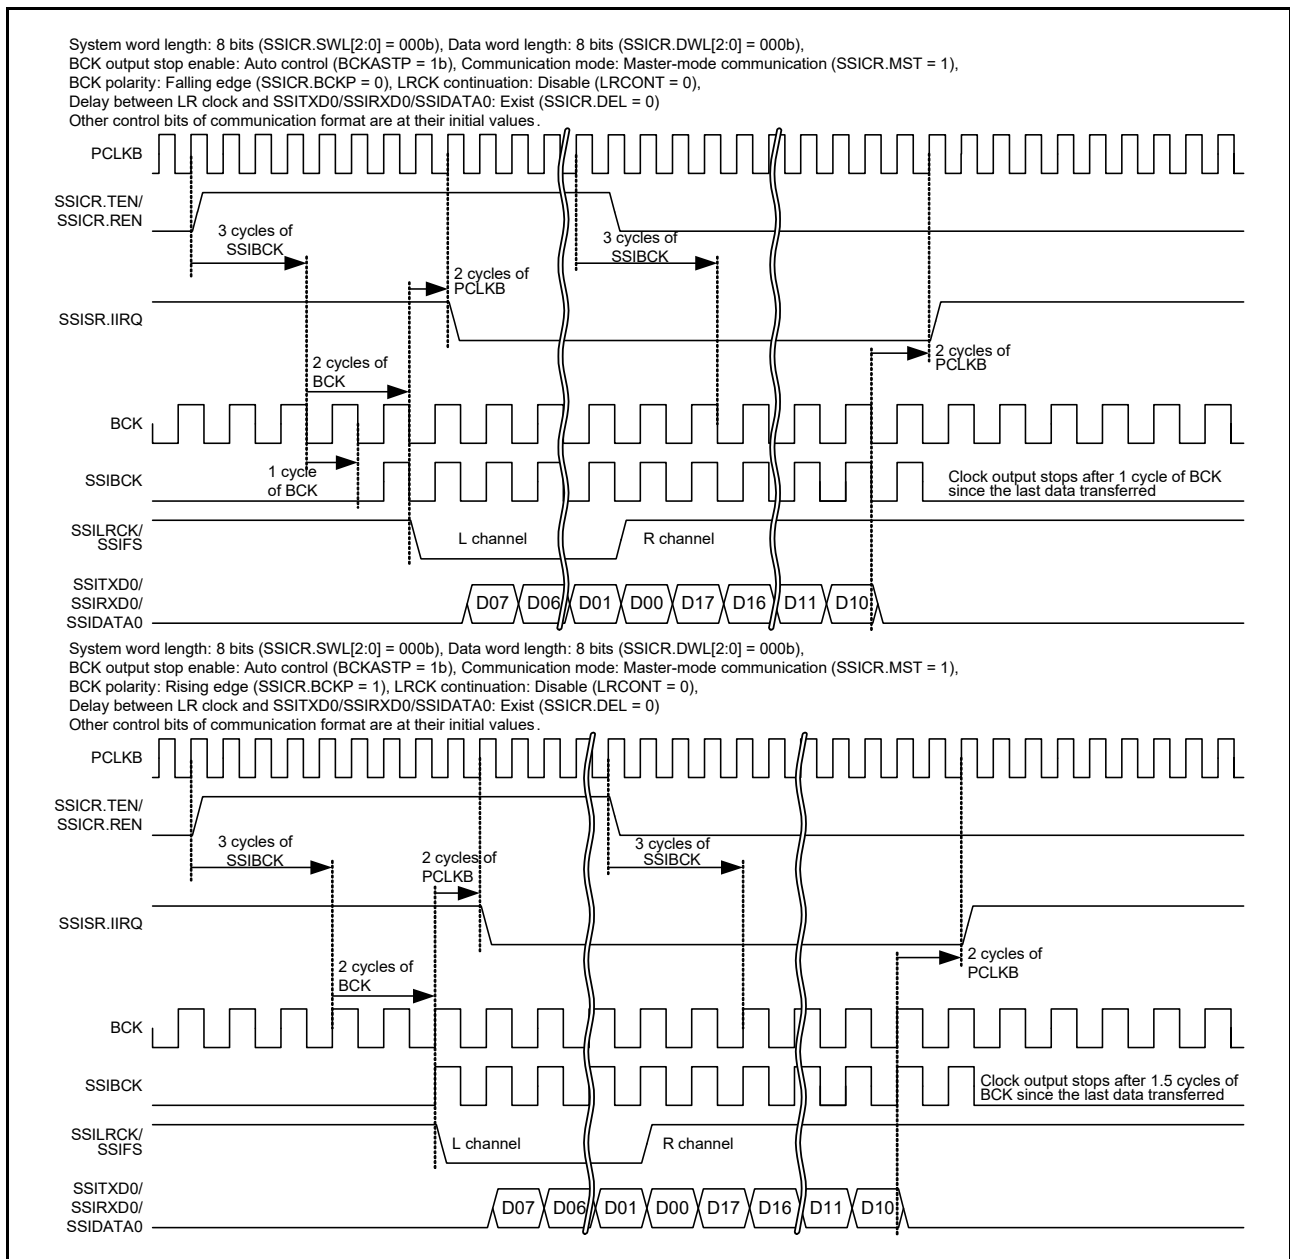 System word length: 8 bits (SSICR.SWL[2:0] = 000b), Data word length: 8 bits (SSICR.DWL[2:0] = 000b),
BCK output stop enable: Auto control (BCKASTP = 1b), Communication mode: Master-mode communication (SSICR.MST = 1),
BCK polarity: Falling edge (SSICR.BCKP = 0), LRCK continuation: Disable (LRCONT = 0),
Delay between LR clock and SSITXD0/SSIRXD0/SSIDATA0: Exist (SSICR.DEL = 0)
Other control bits of communication format are at their initial values.
PCLKB
SSICR.TEN/
SSICR.REN
3 cycles of
SSIBCK
3 cycles of
SSIBCK
2 cycles of
PCLKB
SSISR.IIRQ
2 cycles of
PCLKB
2 cycles of
BCK
BCK
1 cycle
of BCK
SSIBCK
Clock output stops after 1 cycle of BCK
since the last data transferred
SSILRCK/
SSIFS
L channel
R channel
SSITXD0/
SSIRXD0/
SSIDATA0
D07 D06 D01 D00 D17 D16 D11 D10
System word length: 8 bits (SSICR.SWL[2:0] = 000b), Data word length: 8 bits (SSICR.DWL[2:0] = 000b),
BCK output stop enable: Auto control (BCKASTP = 1b), Communication mode: Master-mode communication (SSICR.MST = 1),
BCK polarity: Rising edge (SSICR.BCKP = 1), LRCK continuation: Disable (LRCONT = 0),
Delay between LR clock and SSITXD0/SSIRXD0/SSIDATA0: Exist (SSICR.DEL = 0)
Other control bits of communication format are at their initial values.
PCLKB
SSICR.TEN/
SSICR.REN
3 cycles of
SSIBCK
2 cycles of
PCLKB
3 cycles of
SSIBCK
SSISR.IIRQ
2 cycles of
PCLKB
2 cycles of
BCK
BCK
SSIBCK
Clock output stops after 1.5 cycles of
BCK since the last data transferred
SSILRCK/
SSIFS
L channel
R channel
SSITXD0/
SSIRXD0/
SSIDATA0
D07 D06 D01 D00 D17 D16 D11 D10